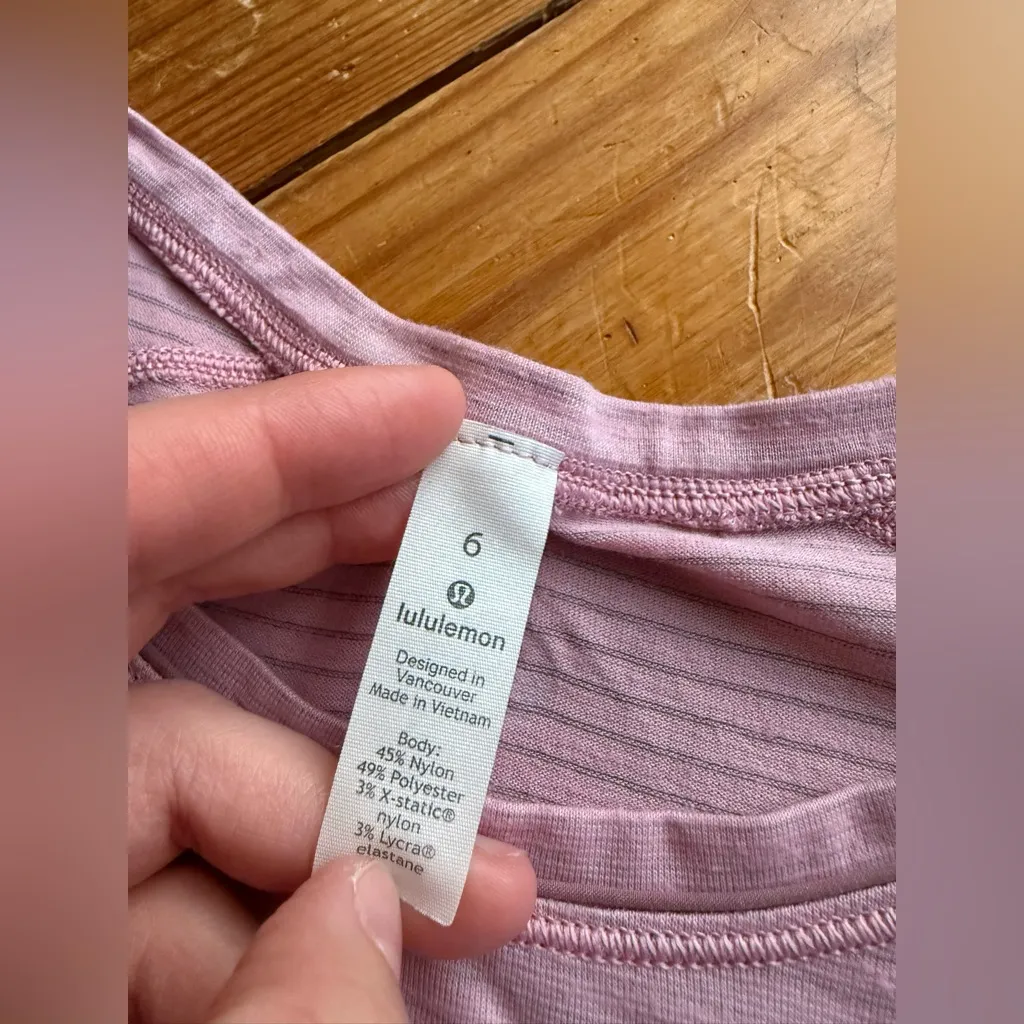 6
lululemon
Designed in
Vancouver
Made in Vietnam
Body:
45% Nylon
49% Polyester
3% X-static®
nylon
3% Lycra®
elastane